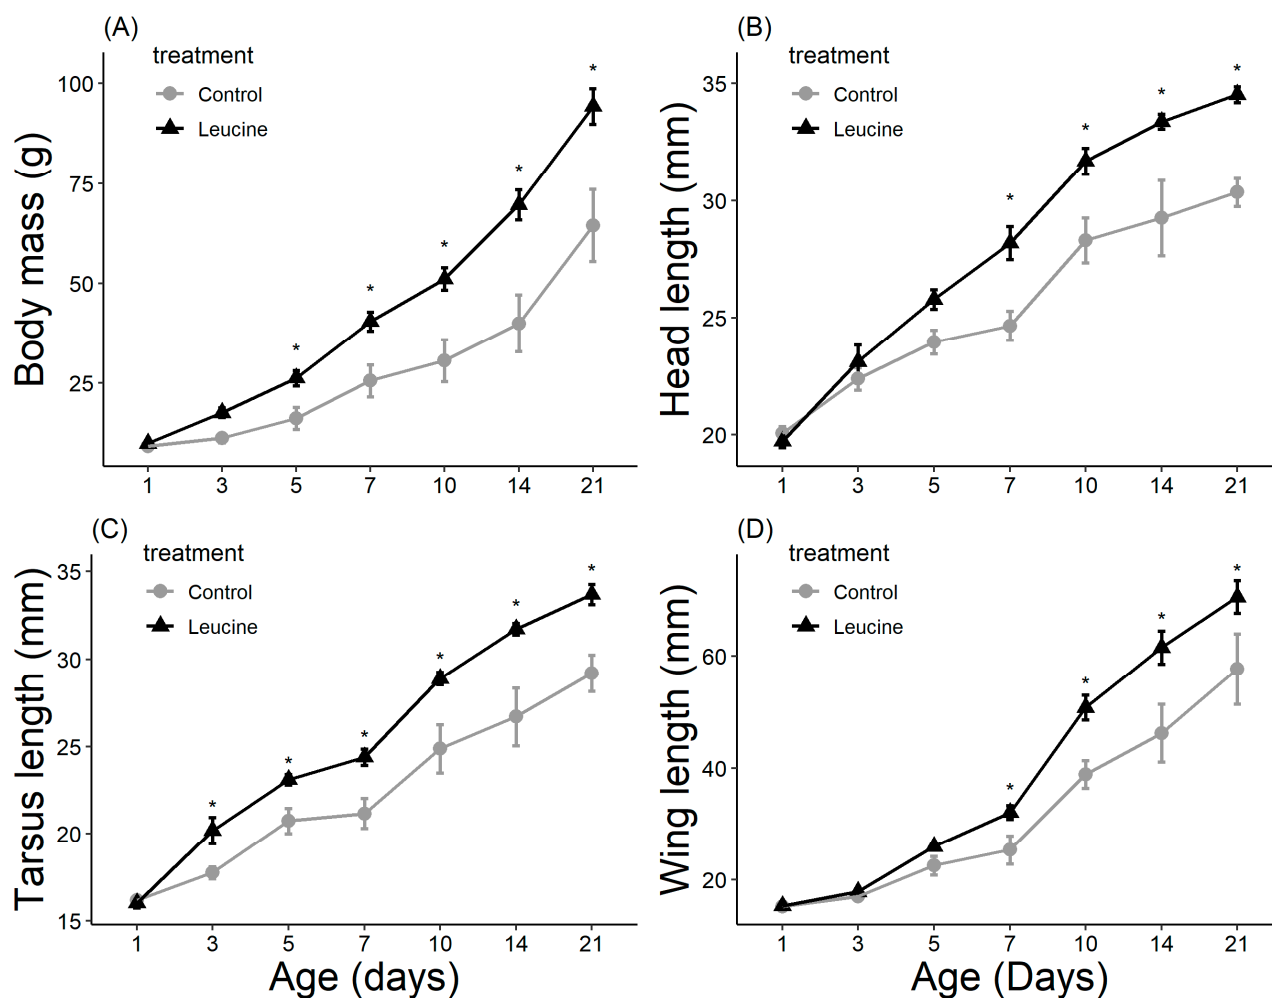 (A)
treatment
Control
Leucine
Body mass (g)
100
75
50
25
* * * * *
1 3 5 7 10 14 21
(B)
treatment
Control
Leucine
Head length (mm)
35
30
25
20
* * * *
1 3 5 7 10 14 21
(C)
treatment
Control
Leucine
Tarsus length (mm)
35
30
25
20
15
* * * * * *
1 3 5 7 10 14 21
Age (days)
(D)
treatment
Control
Leucine
Wing length (mm)
60
40
20
* * * *
1 3 5 7 10 14 21
Age (Days)